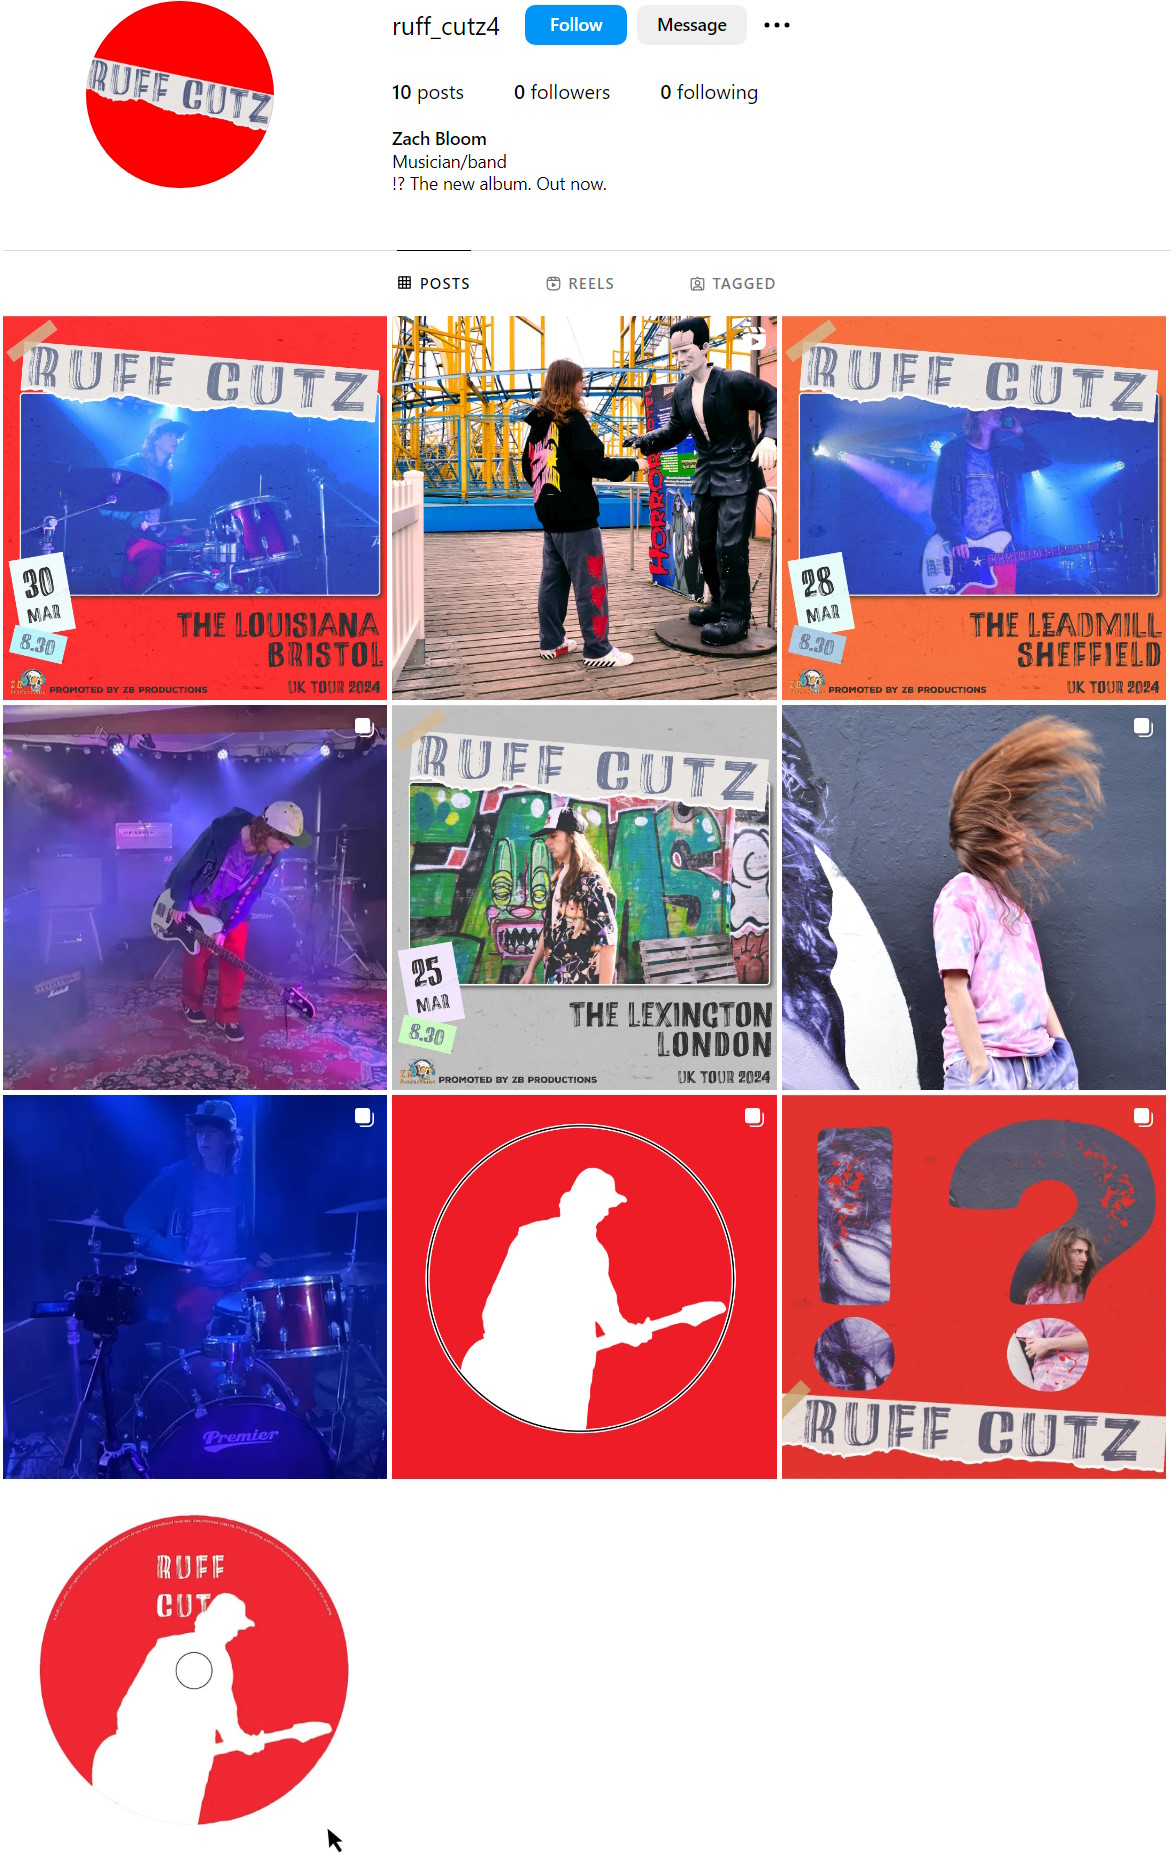 RUFF CUTZ
ruff_cutz4 Follow Message
10 posts 0 followers 0 following
Zach Bloom
Musician/band
!? The new album. Out now.
POSTS REELS TAGGED
RUFF CUTZ
30
MAR
8.30
THE LOUISIANA
BRISTOL
PROMOTED BY ZB PRODUCTIONS
UK TOUR 2024
HORROR HOTEL
RUFF CUTZ
28
MAR
8.30
THE LEADMILL
SHEFFIELD
PROMOTED BY ZB PRODUCTIONS
UK TOUR 2024
Premier
Marshall
RUFF CUTZ
25
MAR
8.30
THE LEXINGTON
LONDON
PROMOTED BY ZB PRODUCTIONS
UK TOUR 2024
Premier
!?
RUFF CUTZ
RUFF
CUT